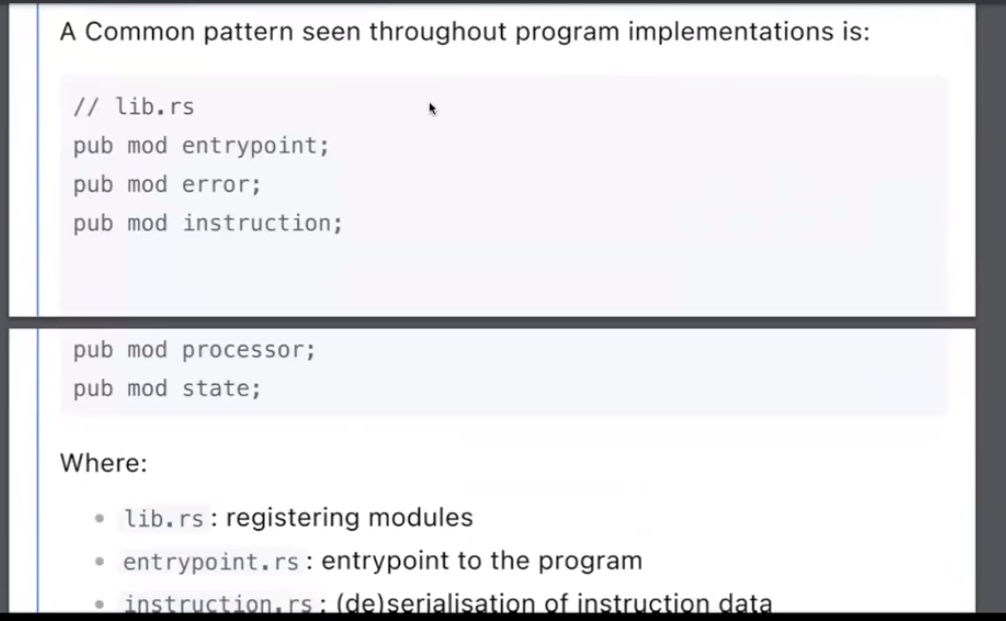 A Common pattern seen throughout program implementations is:
// lib.rs
pub mod entrypoint;
pub mod error;
pub mod instruction;
pub mod processor;
pub mod state;
Where:
lib.rs : registering modules
entrypoint.rs : entrypoint to the program
instruction.rs : (de)serialisation of instruction data